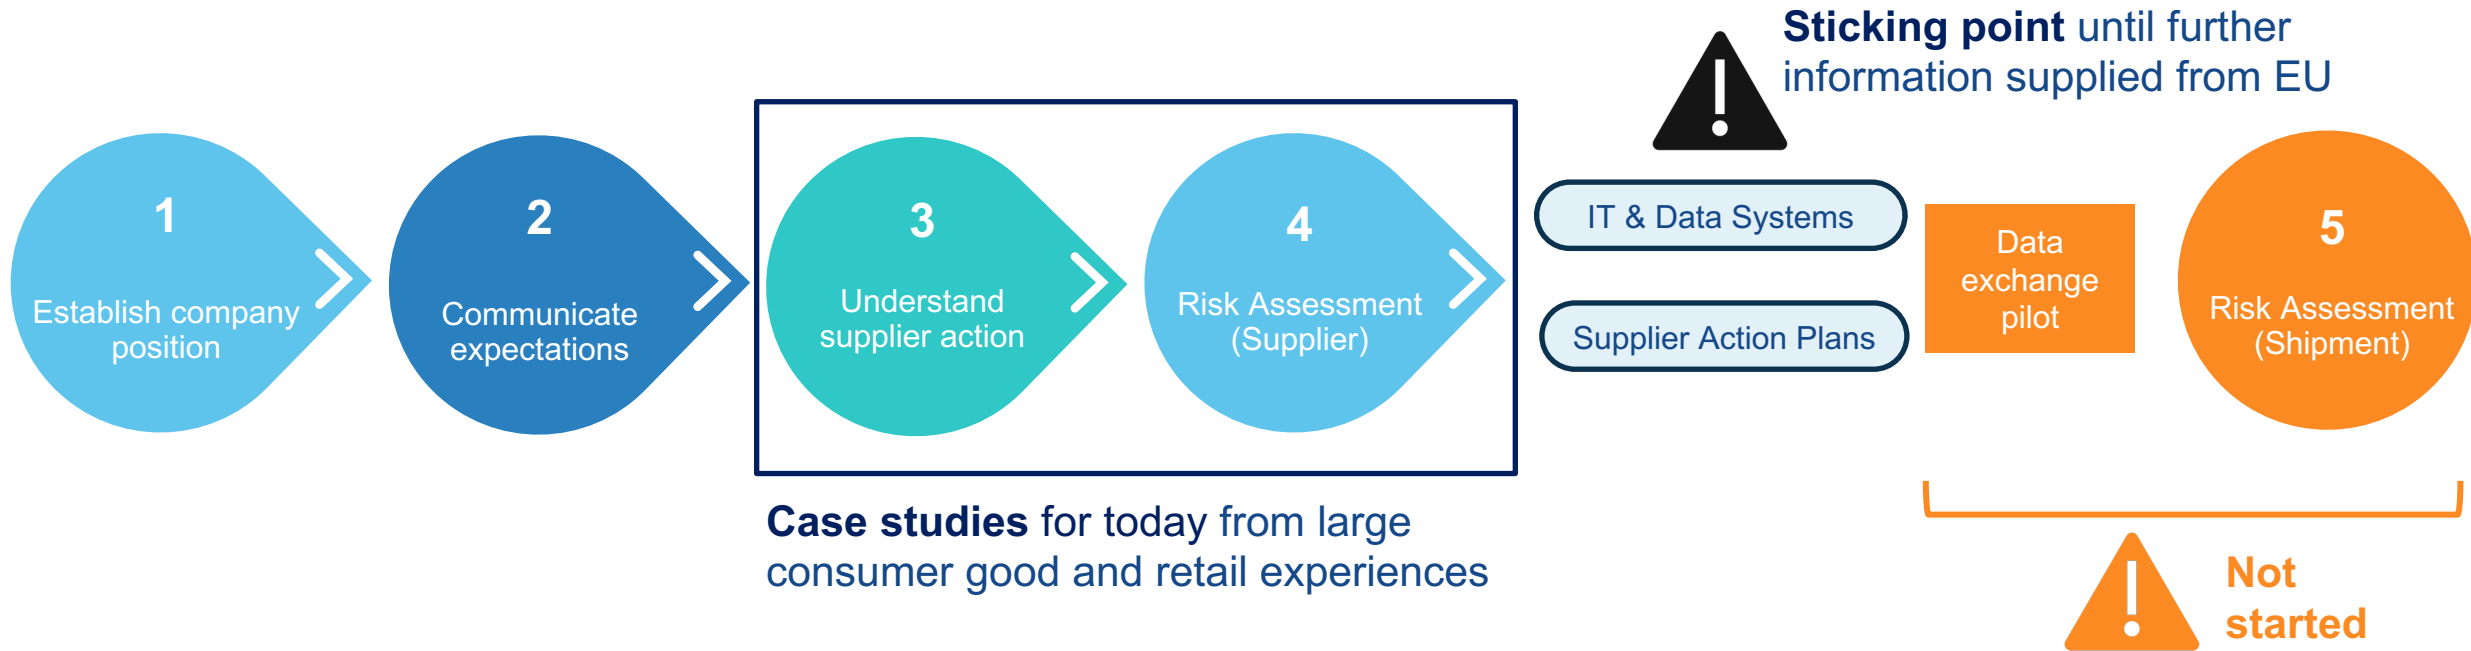 Sticking point until further
information supplied from EU
1
Establish company
position
2
Communicate
expectations
3
Understand
supplier action
4
Risk Assessment
(Supplier)
IT & Data Systems
Supplier Action Plans
Data
exchange
pilot
5
Risk Assessment
(Shipment)
Case studies for today from large
consumer good and retail experiences
Not
started